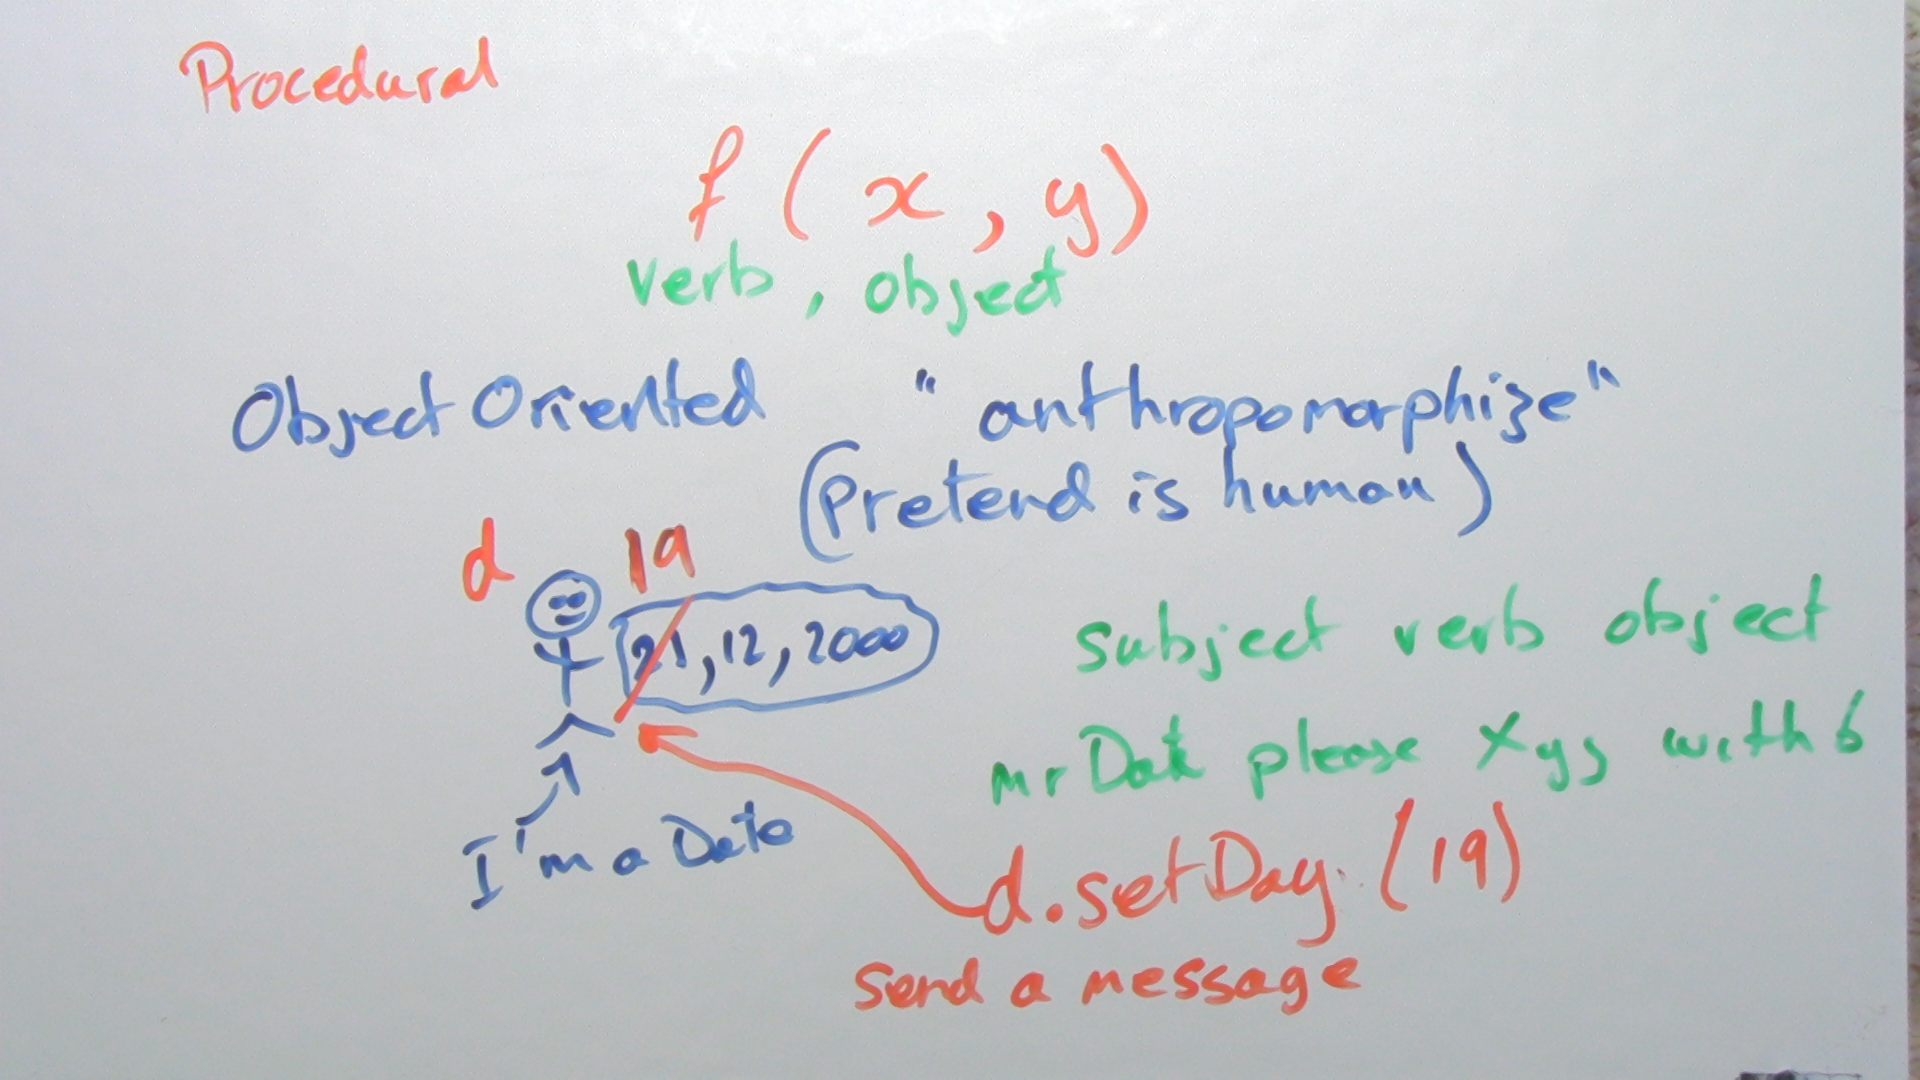 Procedural
f ( x , y )
verb , object
Object Oriented " anthropomorphize "
(pretend is human)
d 19
21, 12, 2000
subject verb object
mr Date please xyz with 6
I'm a Date
d.setDay (19)
send a message